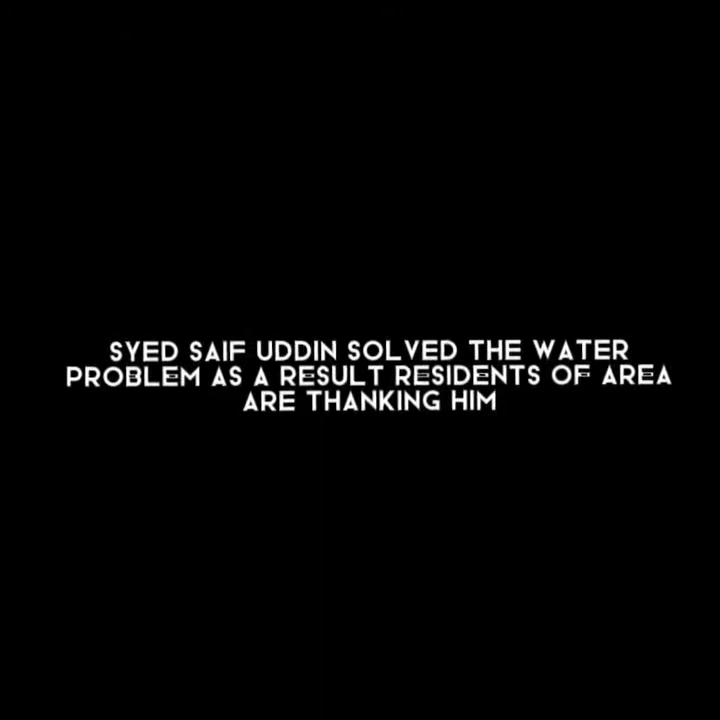 SYED SAIF UDDIN SOLVED THE WATER
PROBLEM AS A RESULT RESIDENTS OF AREA
ARE THANKING HIM